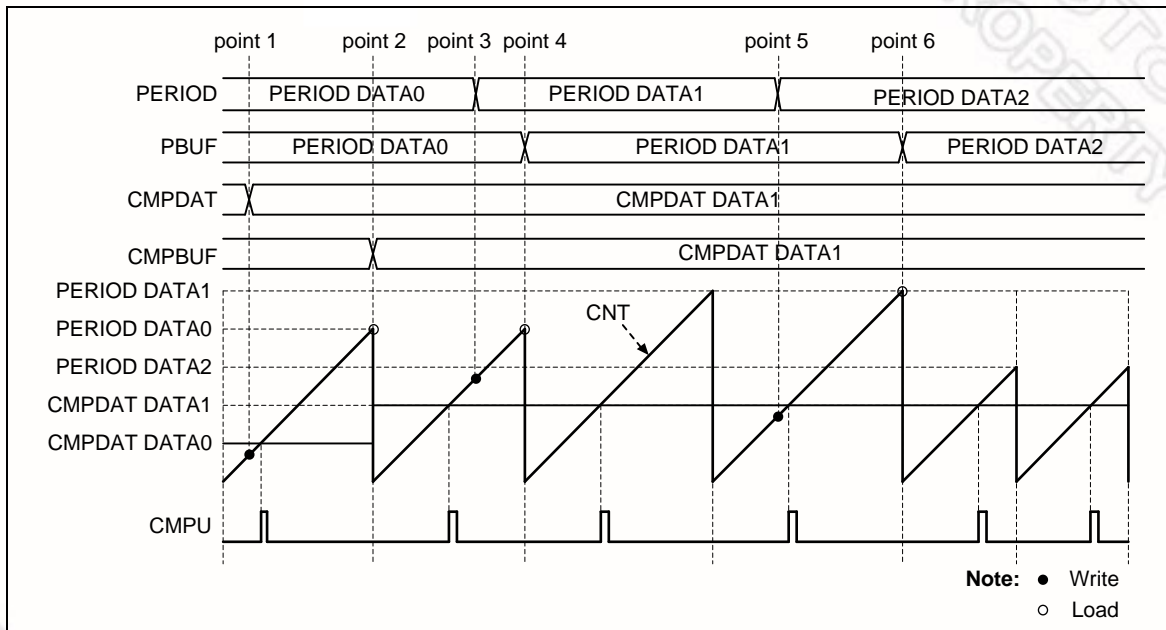 point 1 point 2 point 3 point 4 point 5 point 6
PERIOD PERIOD DATA0 PERIOD DATA1 PERIOD DATA2
PBUF PERIOD DATA0 PERIOD DATA1 PERIOD DATA2
CMPDAT CMPDAT DATA1
CMPBUF CMPDAT DATA1
PERIOD DATA1
CNT
PERIOD DATA0
PERIOD DATA2
CMPDAT DATA1
CMPDAT DATA0
CMPU
Note: Write
Load